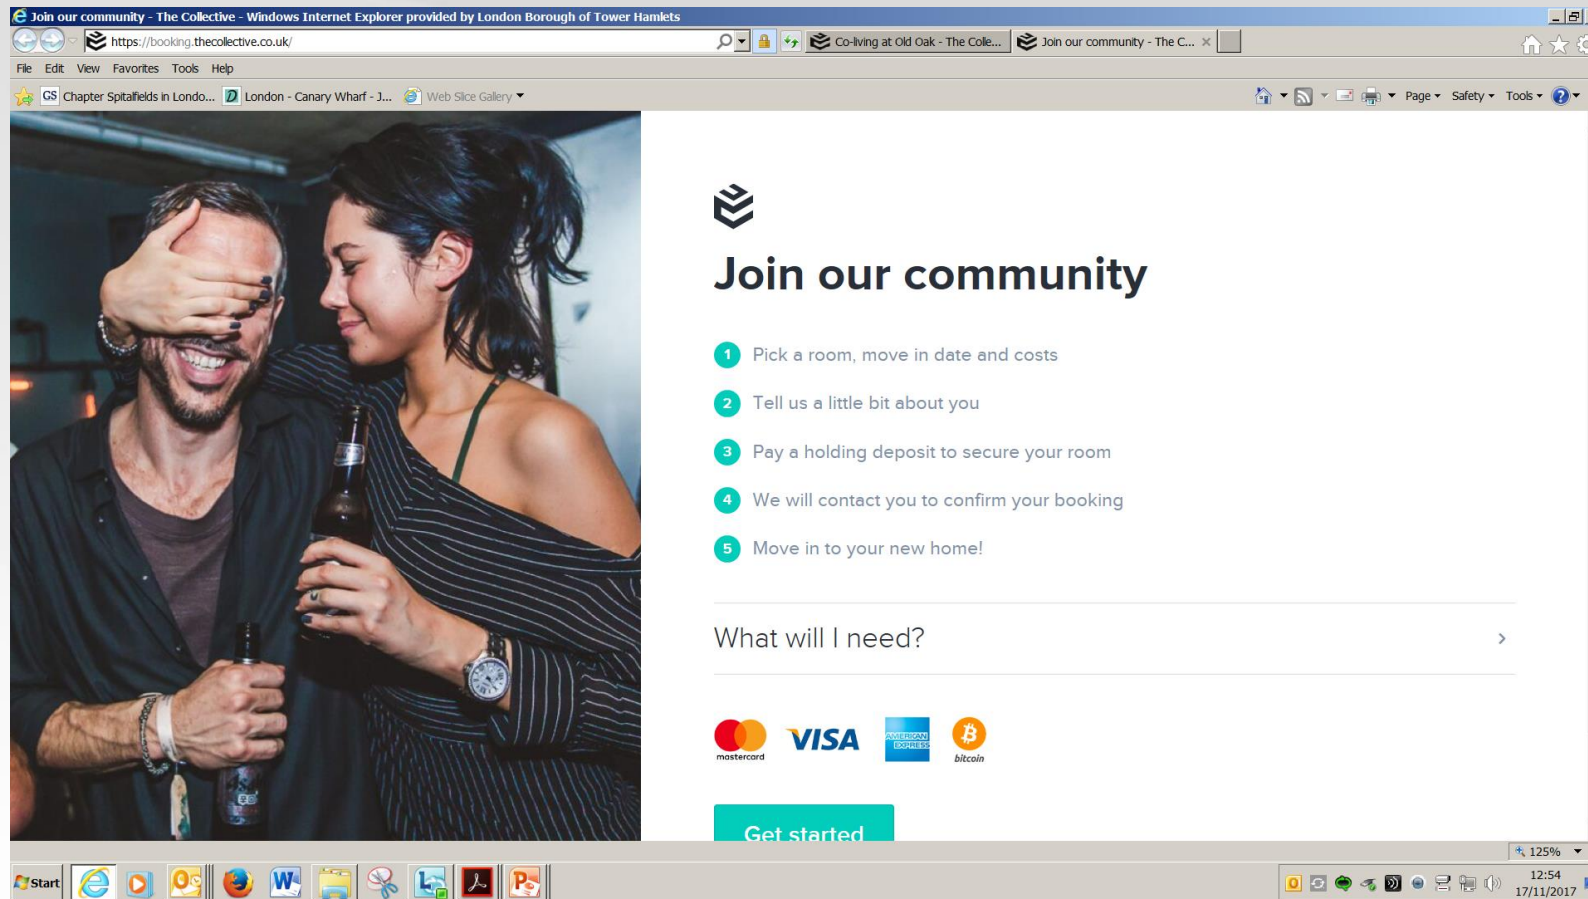 Join our community - The Collective - Windows Internet Explorer provided by London Borough of Tower Hamlets
https://booking.thecollective.co.uk/
Co-living at Old Oak - The Colle...
Join our community - The C...
File Edit View Favorites Tools Help
GS Chapter Spitalfields in Londo... D London - Canary Wharf - J... Web Slice Gallery
Page Safety Tools
Join our community
1 Pick a room, move in date and costs
2 Tell us a little bit about you
3 Pay a holding deposit to secure your room
4 We will contact you to confirm your booking
5 Move in to your new home!
What will I need?
mastercard VISA AMERICAN EXPRESS bitcoin
Get started
125%
Start
12:54
17/11/2017